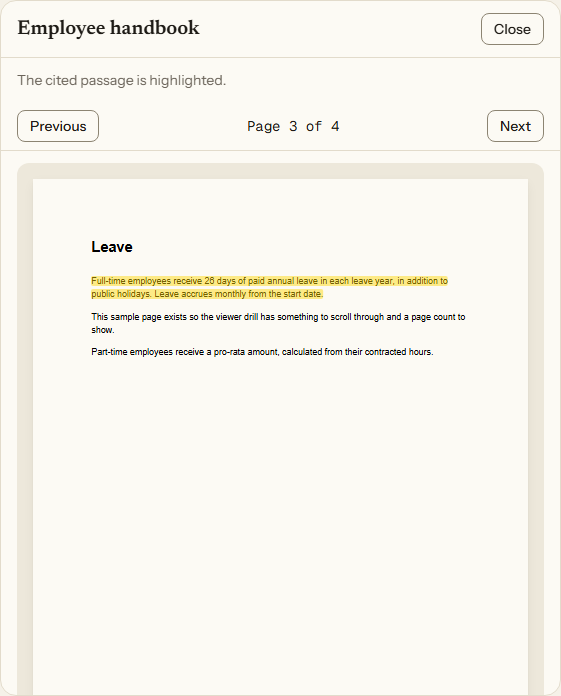 Employee handbook
Close
The cited passage is highlighted.
Previous
Page 3 of 4
Next
Leave
Full-time employees receive 28 days of paid annual leave in each leave year, in addition to
public holidays. Leave accrues monthly from the start date.
This sample page exists so the viewer drill has something to scroll through and a page count to
show.
Part-time employees receive a pro-rata amount, calculated from their contracted hours.